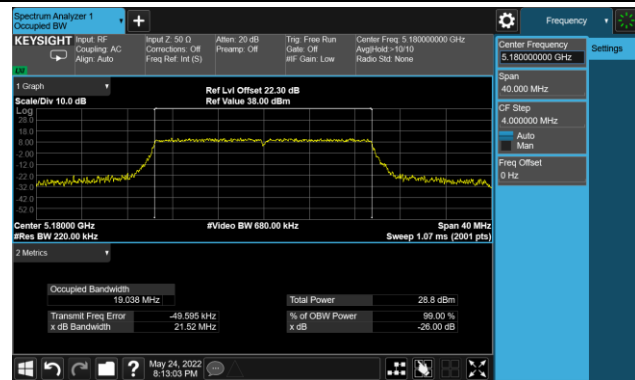 Spectrum Analyzer 1
Occupied BW
Frequency
KEYSIGHT
Input: RF
Coupling: AC
Align: Auto
Input Z: 50 Ω
Corrections: Off
Freq Ref: Int (S)
Atten: 20 dB
Preamp: Off
Trig: Free Run
Gate: Off
#IF Gain: Low
Center Freq: 5.180000000 GHz
Avg|Hold:>10/10
Radio Std: None
Center Frequency
5.180000000 GHz
Settings
Span
40.000 MHz
CF Step
4.000000 MHz
Auto
Man
Freq Offset
0 Hz
1 Graph
Scale/Div 10.0 dB
Ref Lvl Offset 22.30 dB
Ref Value 38.00 dBm
Log
28.0
18.0
8.00
-2.00
-12.0
-22.0
-32.0
-42.0
-52.0
Center 5.18000 GHz
#Res BW 220.00 kHz
#Video BW 680.00 kHz
Span 40 MHz
Sweep 1.07 ms (2001 pts)
2 Metrics
Occupied Bandwidth
19.038 MHz
Total Power 28.8 dBm
Transmit Freq Error -49.595 kHz
% of OBW Power 99.00 %
x dB Bandwidth 21.52 MHz
x dB -26.00 dB
May 24, 2022
8:13:03 PM